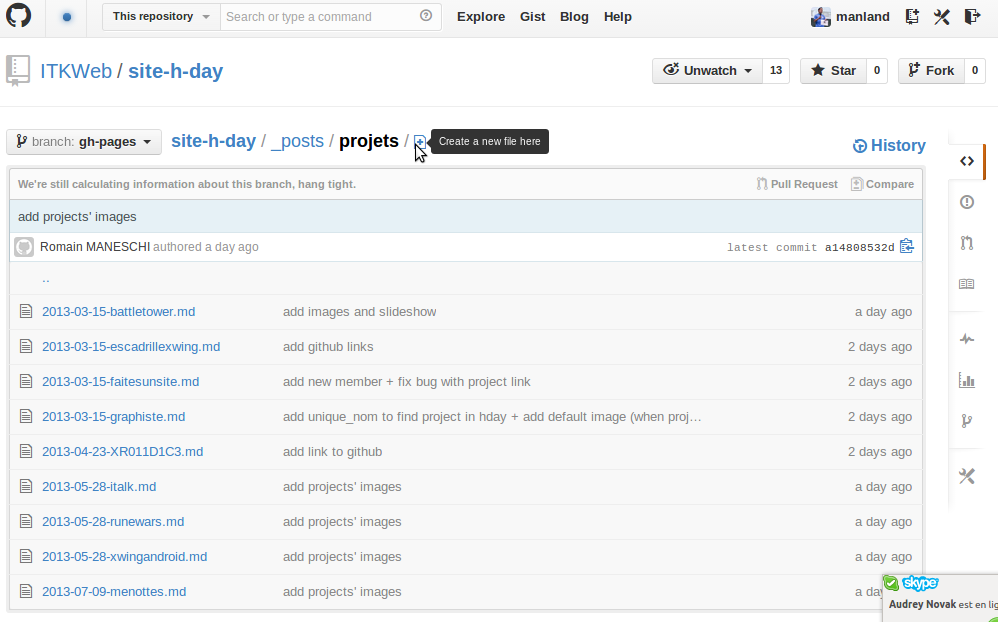 This repository Search or type a command Explore Gist Blog Help manland
ITKWeb / site-h-day Unwatch 13 Star 0 Fork 0
branch: gh-pages site-h-day / _posts / projets / Create a new file here History
We're still calculating information about this branch, hang tight. Pull Request Compare
add projects' images
Romain MANESCHI authored a day ago latest commit a14808532d
..
2013-03-15-battletower.md add images and slideshow a day ago
2013-03-15-escadrillexwing.md add github links 2 days ago
2013-03-15-faitesunsite.md add new member + fix bug with project link 2 days ago
2013-03-15-graphiste.md add unique_nom to find project in hday + add default image (when proj… 2 days ago
2013-04-23-XR011D1C3.md add link to github 2 days ago
2013-05-28-italk.md add projects' images a day ago
2013-05-28-runewars.md add projects' images a day ago
2013-05-28-xwingandroid.md add projects' images a day ago
2013-07-09-menottes.md add projects' images a day
skype
Audrey Novak est en lig